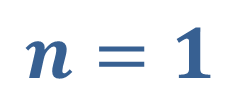 n = 1